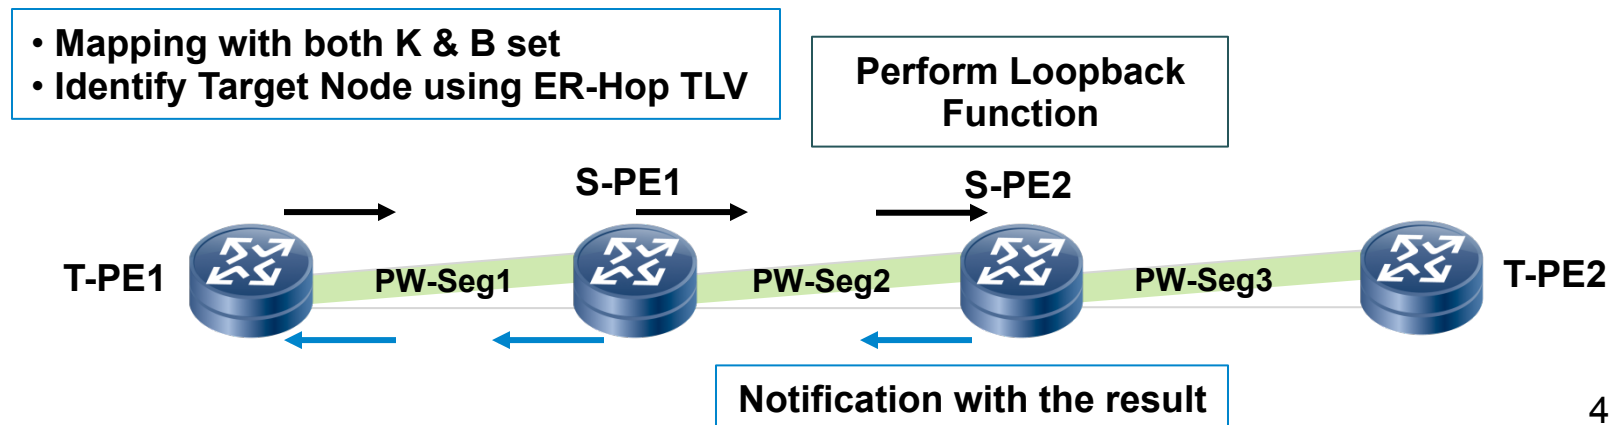 • Mapping with both K & B set
• Identify Target Node using ER-Hop TLV
Perform Loopback
Function
S-PE1
S-PE2
T-PE1
PW-Seg1
PW-Seg2
PW-Seg3
T-PE2
Notification with the result
4